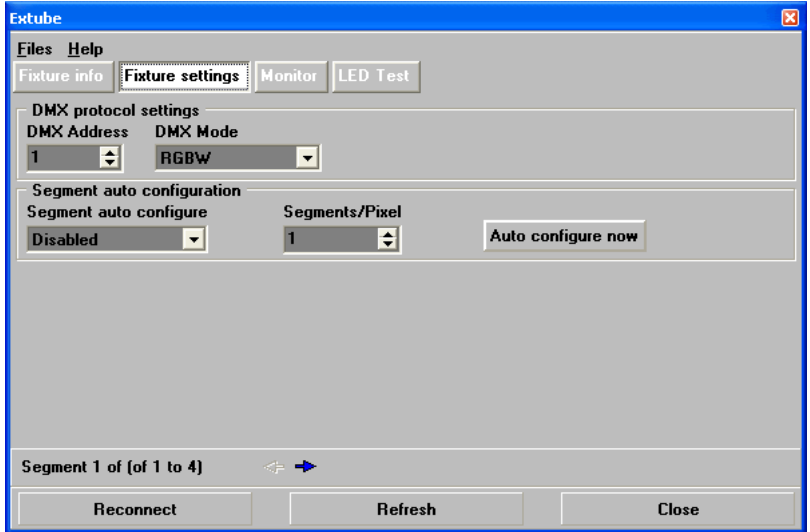 Extube
Files Help
Fixture info Fixture settings Monitor LED Test
DMX protocol settings
DMX Address DMX Mode
1 RGBW
Segment auto configuration
Segment auto configure Segments/Pixel
Disabled 1 Auto configure now
Segment 1 of (of 1 to 4)
Reconnect Refresh Close